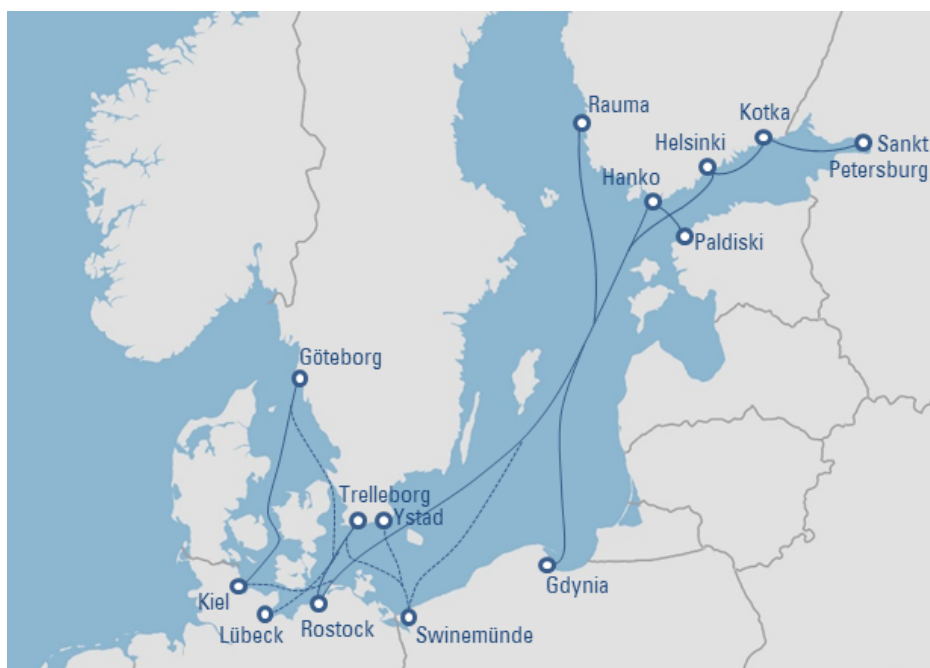 Rauma
Kotka
Helsinki
Sankt
Petersburg
Hanko
Paldiski
Göteborg
Trelleborg
Ystad
Gdynia
Kiel
Lübeck
Rostock
Swinemünde